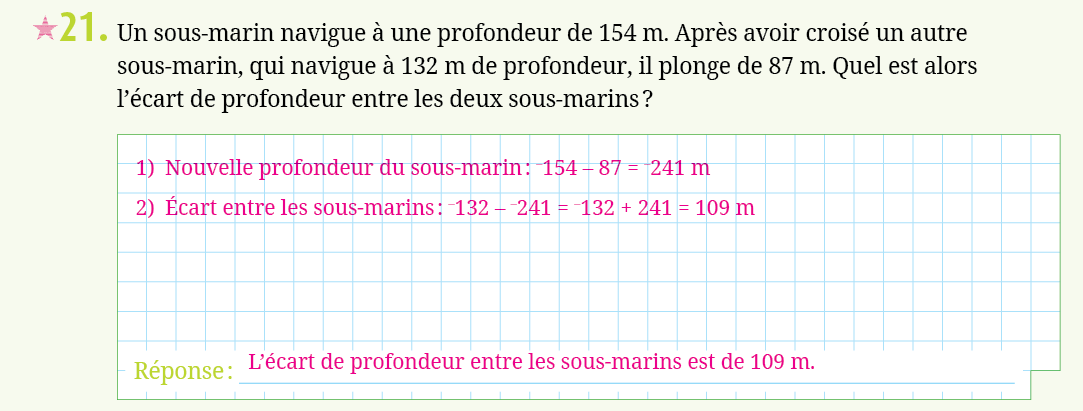 21. Un sous-marin navigue à une profondeur de 154 m. Après avoir croisé un autre
sous-marin, qui navigue à 132 m de profondeur, il plonge de 87 m. Quel est alors
l’écart de profondeur entre les deux sous-marins ?
1) Nouvelle profondeur du sous-marin : ⁻154 – 87 = ⁻241 m
2) Écart entre les sous-marins : ⁻132 – ⁻241 = ⁻132 + 241 = 109 m
Réponse : L’écart de profondeur entre les sous-marins est de 109 m.